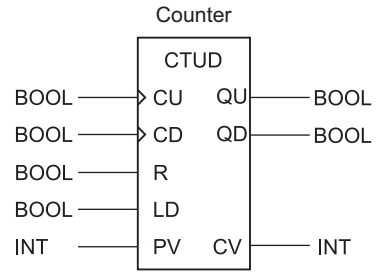 Counter
CTUD
BOOL CU QU BOOL
BOOL CD QD BOOL
BOOL R
BOOL LD
INT PV CV INT